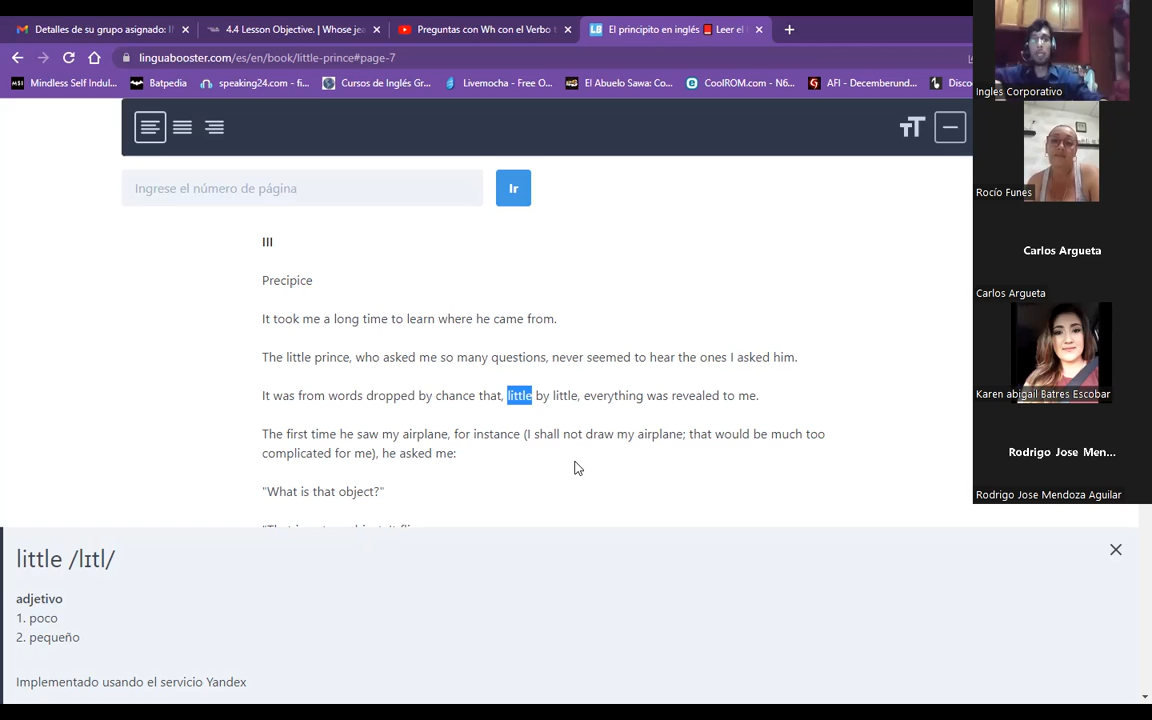 Detalles de su grupo asignado: I
4.4 Lesson Objective. | Whose je
Preguntas con Wh con el Verbo t
LB El principito en inglés Leer el
linguabooster.com/es/en/book/little-prince#page-7
Mindless Self Indul...
Batpedia
speaking24.com - fi...
Cursos de Inglés Gr...
Livemocha - Free O...
El Abuelo Sawa: Co...
CoolROM.com - N6...
AFI - Decemberund...
Disco
Ingrese el número de página
Ir
III
Precipice
It took me a long time to learn where he came from.
The little prince, who asked me so many questions, never seemed to hear the ones I asked him.
It was from words dropped by chance that, little by little, everything was revealed to me.
The first time he saw my airplane, for instance (I shall not draw my airplane; that would be much too
complicated for me), he asked me:
"What is that object?"
little /lɪtl/
adjetivo
1. poco
2. pequeño
Implementado usando el servicio Yandex
Ingles Corporativo
Rocío Funes
Carlos Argueta
Carlos Argueta
Karen abigail Batres Escobar
Rodrigo Jose Men...
Rodrigo Jose Mendoza Aguilar